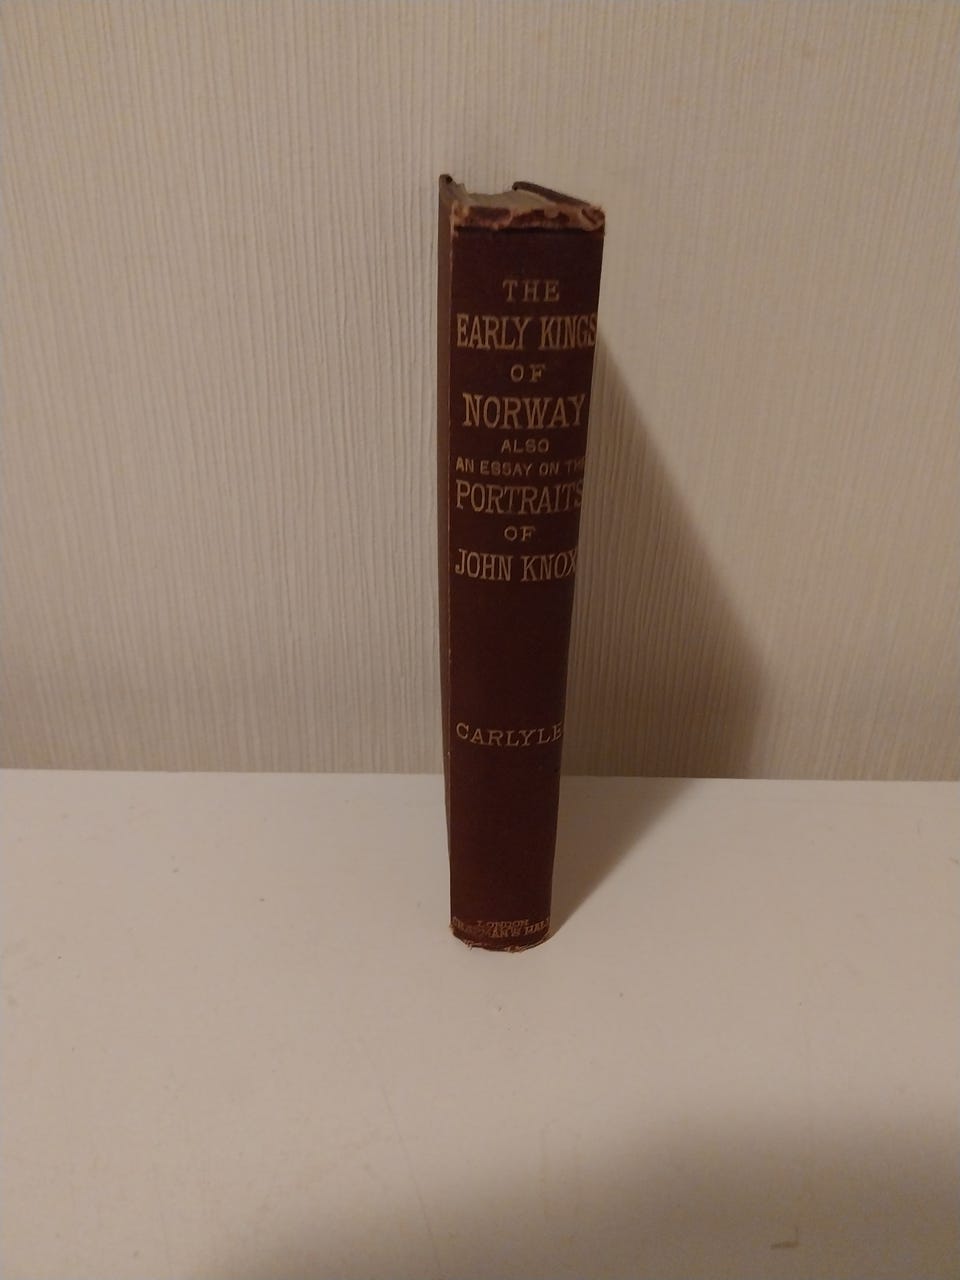 THE
EARLY KINGS
OF
NORWAY
ALSO
AN ESSAY ON THE
PORTRAITS
OF
JOHN KNOX
CARLYLE
LONDON
CHAPMAN & HALL